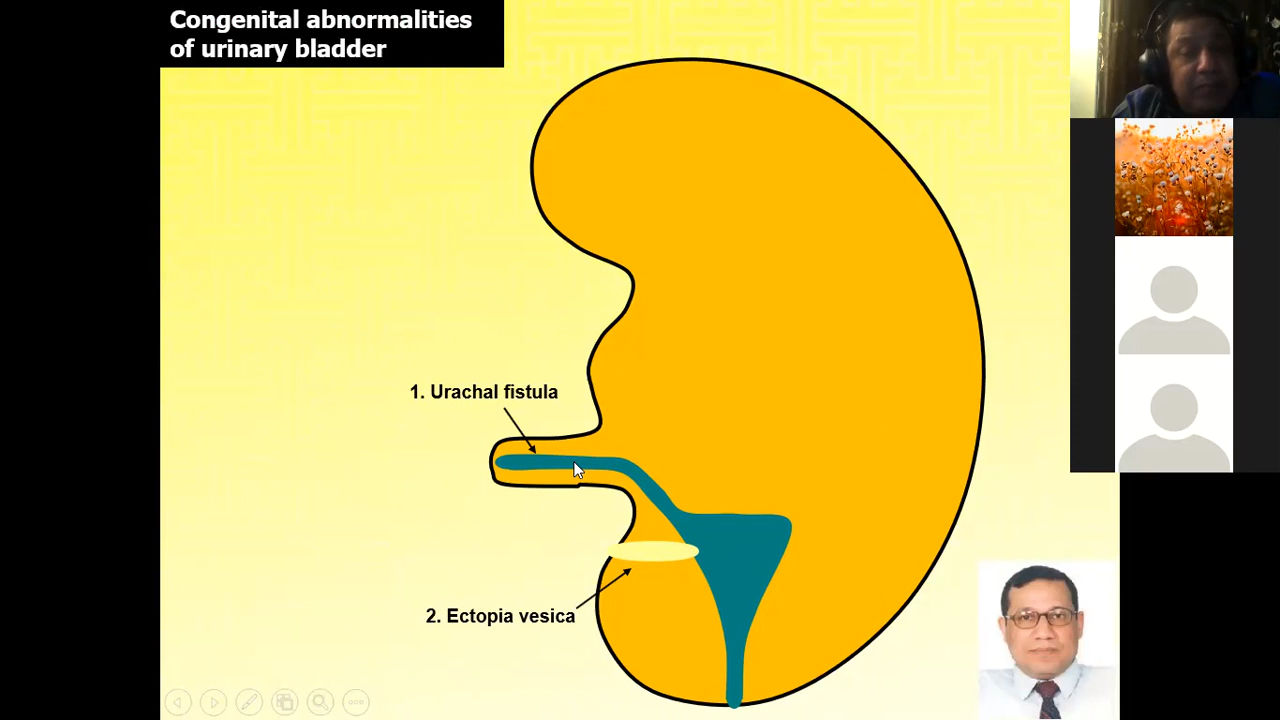 Congenital abnormalities
of urinary bladder
1. Urachal fistula
2. Ectopia vesica